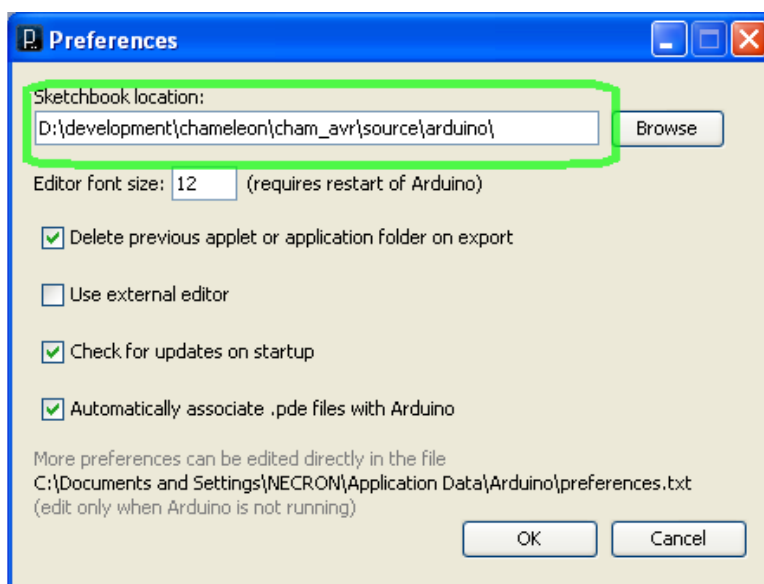 Preferences
Sketchbook location:
D:\development\chameleon\cham_avr\source\arduino\ Browse
Editor font size: 12 (requires restart of Arduino)
Delete previous applet or application folder on export
Use external editor
Check for updates on startup
Automatically associate .pde files with Arduino
More preferences can be edited directly in the file
C:\Documents and Settings\NECRON\Application Data\Arduino\preferences.txt
(edit only when Arduino is not running)
OK Cancel